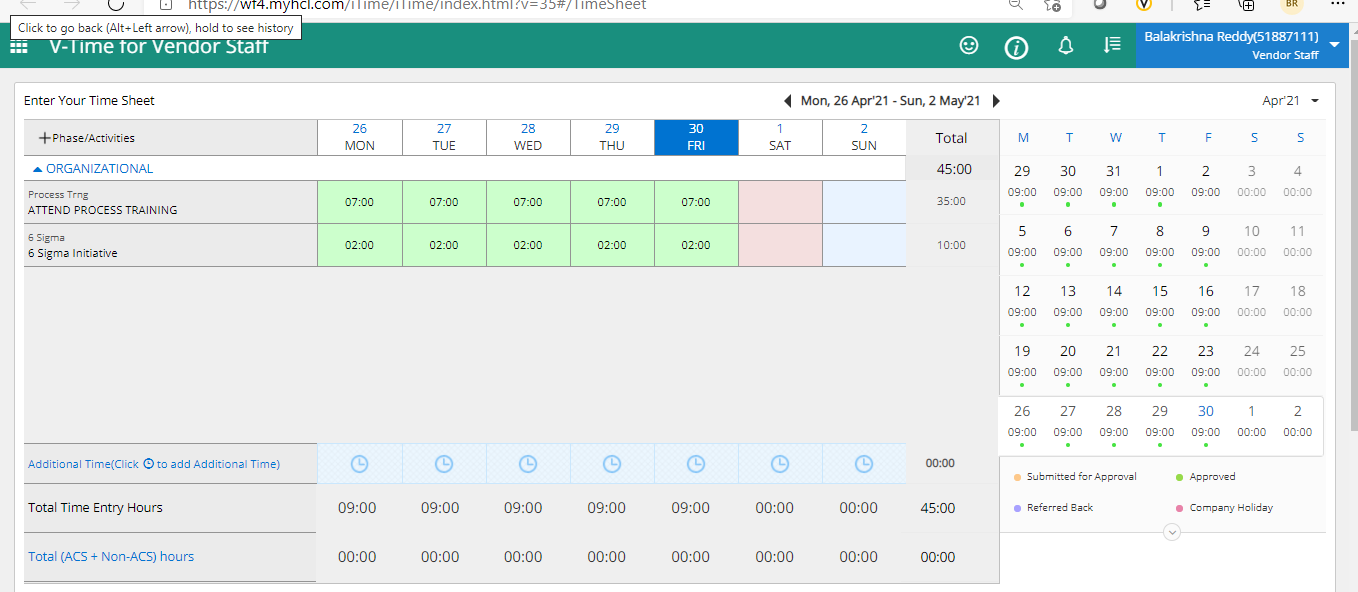 https://wf4.myhcl.com/iTime/iTime/index.html?v=35#/TimeSheet
BR
Click to go back (Alt+Left arrow), hold to see history
V-Time for Vendor Staff
Balakrishna Reddy(51887111)
Vendor Staff
Enter Your Time Sheet
Mon, 26 Apr'21 - Sun, 2 May'21
Apr'21
+Phase/Activities
26 27 28 29 30 1 2
MON TUE WED THU FRI SAT SUN
Total
ORGANIZATIONAL 45:00
Process Trng
ATTEND PROCESS TRAINING
07:00 07:00 07:00 07:00 07:00 35:00
6 Sigma
6 Sigma Initiative
02:00 02:00 02:00 02:00 02:00 10:00
Additional Time(Click to add Additional Time) 00:00
Total Time Entry Hours 09:00 09:00 09:00 09:00 09:00 00:00 00:00 45:00
Total (ACS + Non-ACS) hours 00:00 00:00 00:00 00:00 00:00 00:00 00:00 00:00
M T W T F S S
29 30 31 1 2 3 4
09:00 09:00 09:00 09:00 09:00 00:00 00:00
5 6 7 8 9 10 11
09:00 09:00 09:00 09:00 09:00 00:00 00:00
12 13 14 15 16 17 18
09:00 09:00 09:00 09:00 09:00 00:00 00:00
19 20 21 22 23 24 25
09:00 09:00 09:00 09:00 09:00 00:00 00:00
26 27 28 29 30 1 2
09:00 09:00 09:00 09:00 09:00 00:00 00:00
Submitted for Approval Approved
Referred Back Company Holiday